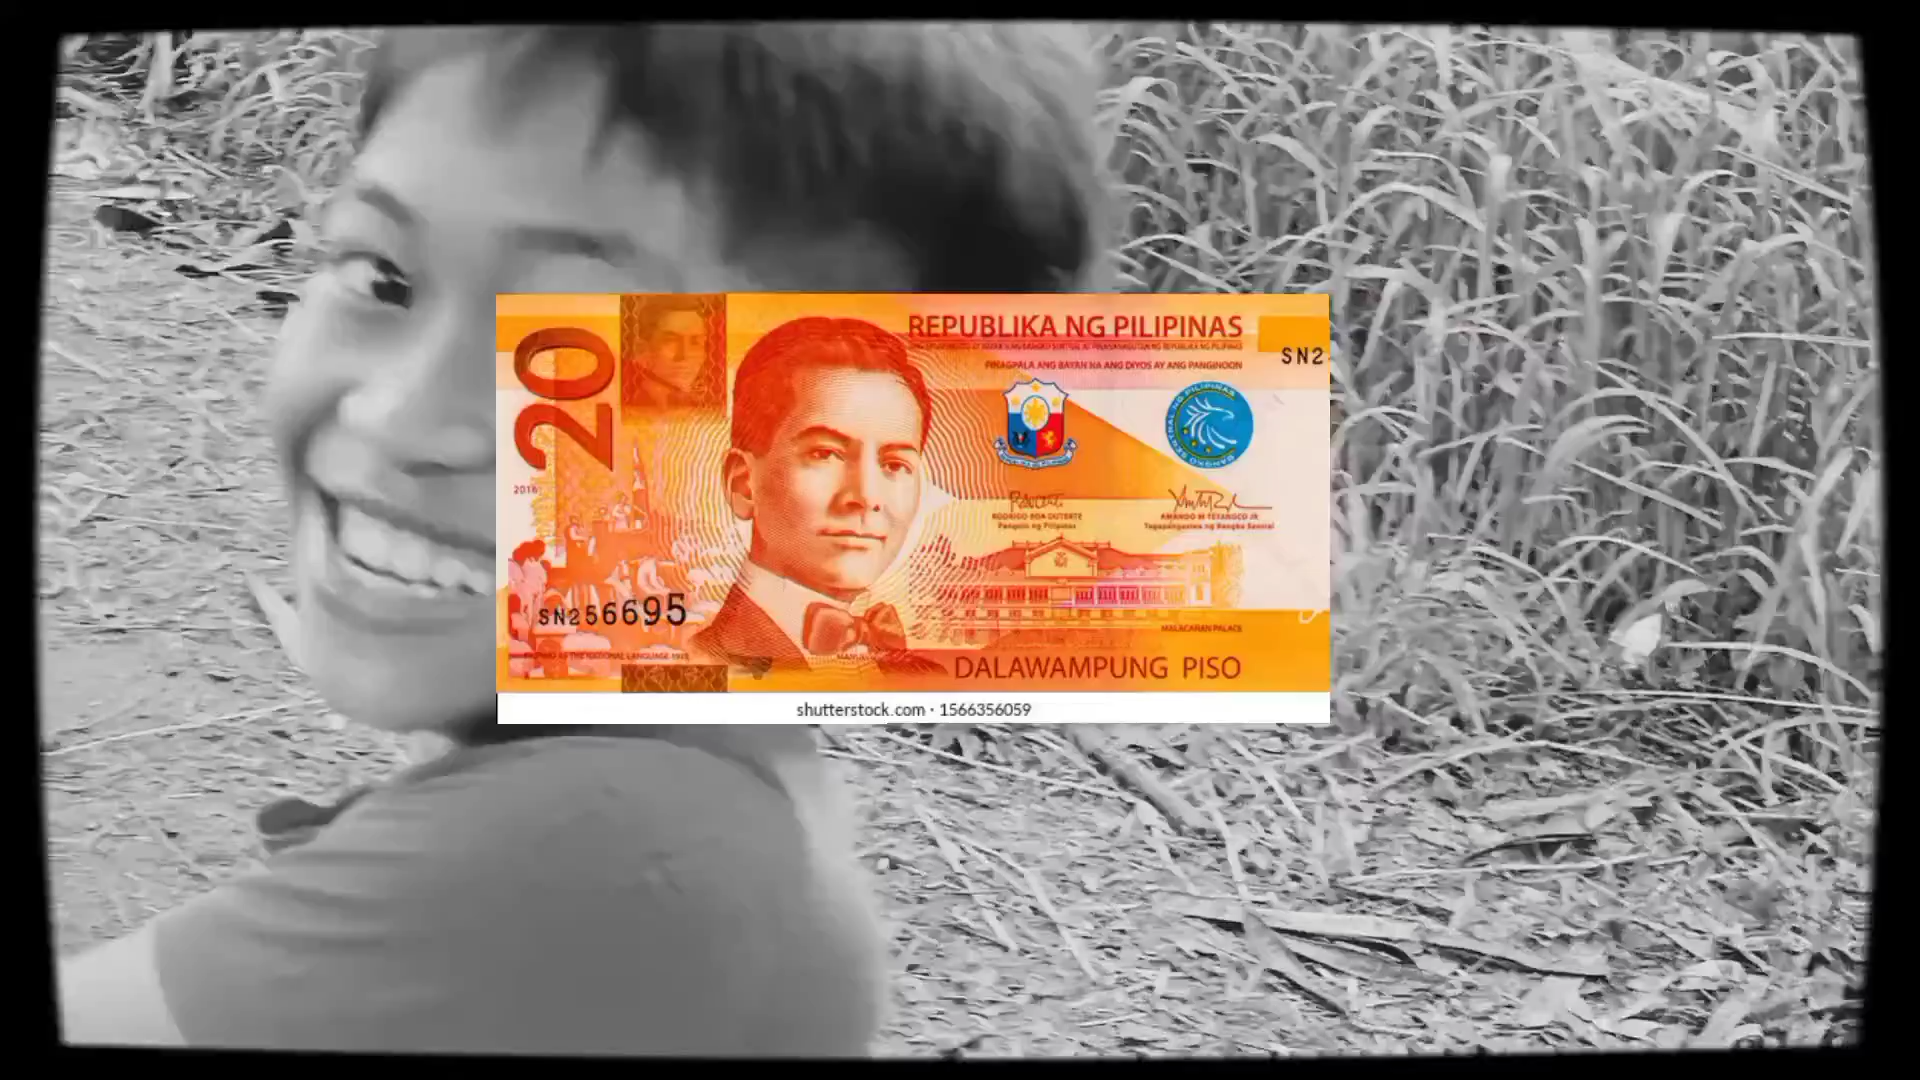 REPUBLIKA NG PILIPINAS
PINAGPALA ANG BAYAN NA ANG DIYOS AY ANG PANGINOON
20
SN2
2016
RODRIGO ROA DUTERTE
Pangulo ng Pilipinas
AMANDO M TETANGCO JR
Tagapangasiwa ng Bangko Sentral
SN256695
MALACAÑAN PALACE
DALAWAMPUNG PISO
shutterstock.com · 1566356059